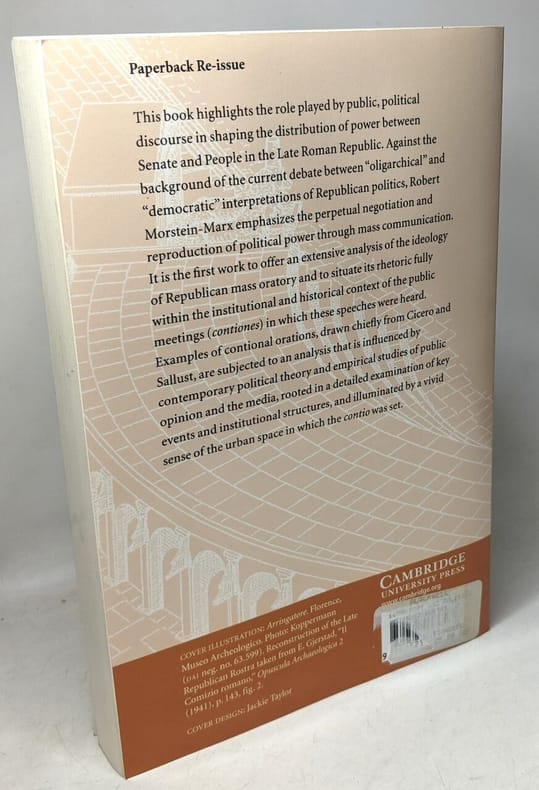 Paperback Re-issue
This book highlights the role played by public, political
discourse in shaping the distribution of power between
Senate and People in the Late Roman Republic. Against the
background of the current debate between “oligarchical” and
“democratic” interpretations of Republican politics, Robert
Morstein-Marx emphasizes the perpetual negotiation and
reproduction of political power through mass communication.
It is the first work to offer an extensive analysis of the ideology
of Republican mass oratory and to situate its rhetoric fully
within the institutional and historical context of the public
meetings (contiones) in which these speeches were heard.
Examples of contional orations, drawn chiefly from Cicero and
Sallust, are subjected to an analysis that is influenced by
contemporary political theory and empirical studies of public
opinion and the media, rooted in a detailed examination of key
events and institutional structures, and illuminated by a vivid
sense of the urban space in which the contio was set.
COVER ILLUSTRATION: Arringatore. Florence,
Museo Archeologico. Photo: Koppermann
(DAI neg. no. 63.599). Reconstruction of the Late
Republican Rostra taken from E. Gjerstad, “Il
Comizio romano,” Opuscula Archaeologica 2
(1941), p. 143, fig. 2.
COVER DESIGN: Jackie Taylor
CAMBRIDGE
UNIVERSITY PRESS
www.cambridge.org
9